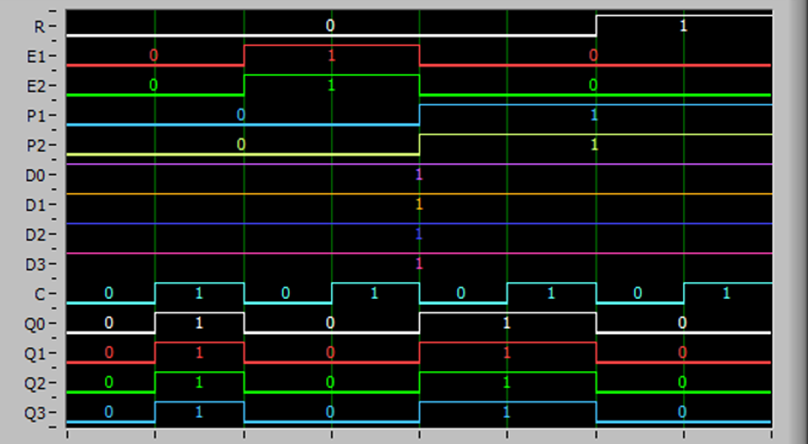 R- 0 1
E1- 0 1 0
E2- 0 1 0
P1- 0 1
P2- 0 1
D0- 1
D1- 1
D2- 1
D3- 1
C- 0 1 0 1 0 1 0 1
Q0- 0 1 0 1 0
Q1- 0 1 0 1 0
Q2- 0 1 0 1 0
Q3- 0 1 0 1 0